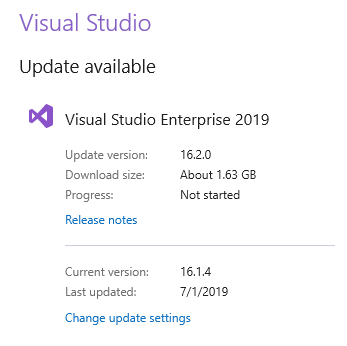 Visual Studio
Update available
Visual Studio Enterprise 2019
Update version: 16.2.0
Download size: About 1.63 GB
Progress: Not started
Release notes
Current version: 16.1.4
Last updated: 7/1/2019
Change update settings